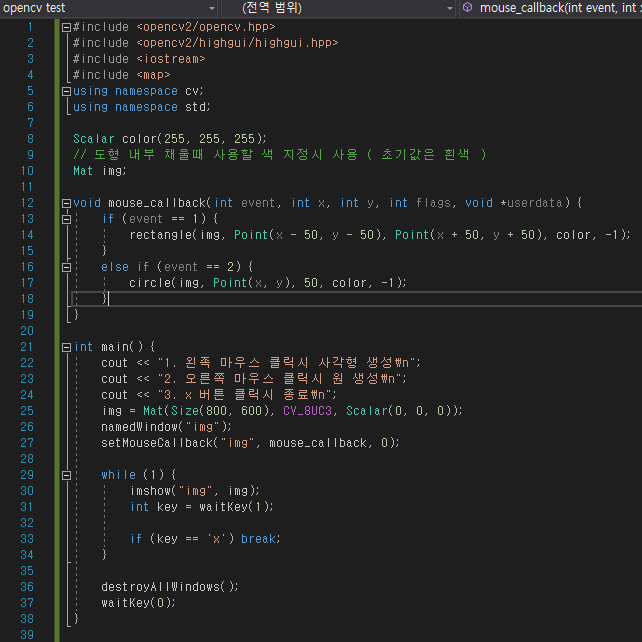 opencv test (전역 범위) mouse_callback(int event, int
1 #include <opencv2/opencv.hpp>
2 #include <opencv2/highgui/highgui.hpp>
3 #include <iostream>
4 #include <map>
5 using namespace cv;
6 using namespace std;
7
8 Scalar color(255, 255, 255);
9 // 도형 내부 채울때 사용할 색 지정시 사용 ( 초기값은 흰색 )
10 Mat img;
11
12 void mouse_callback(int event, int x, int y, int flags, void *userdata) {
13 if (event == 1) {
14 rectangle(img, Point(x - 50, y - 50), Point(x + 50, y + 50), color, -1);
15 }
16 else if (event == 2) {
17 circle(img, Point(x, y), 50, color, -1);
18 }
19 }
20
21 int main() {
22 cout << "1. 왼쪽 마우스 클릭시 사각형 생성₩n";
23 cout << "2. 오른쪽 마우스 클릭시 원 생성₩n";
24 cout << "3. x 버튼 클릭시 종료₩n";
25 img = Mat(Size(800, 600), CV_8UC3, Scalar(0, 0, 0));
26 namedWindow("img");
27 setMouseCallback("img", mouse_callback, 0);
28
29 while (1) {
30 imshow("img", img);
31 int key = waitKey(1);
32
33 if (key == 'x') break;
34 }
35
36 destroyAllWindows();
37 waitKey(0);
38 }
39